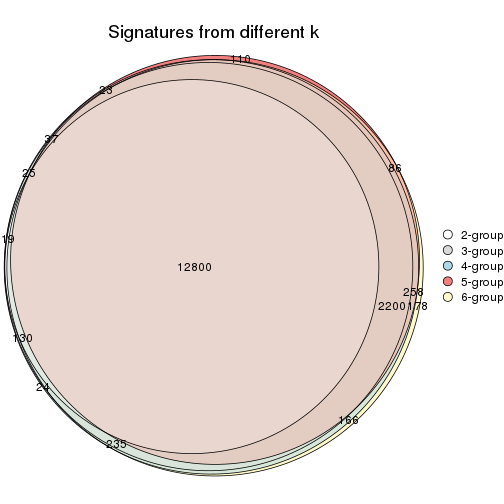 Signatures from different k
110
23
37
86
25
19
12800
258
2200
178
130
24
166
235
2-group
3-group
4-group
5-group
6-group